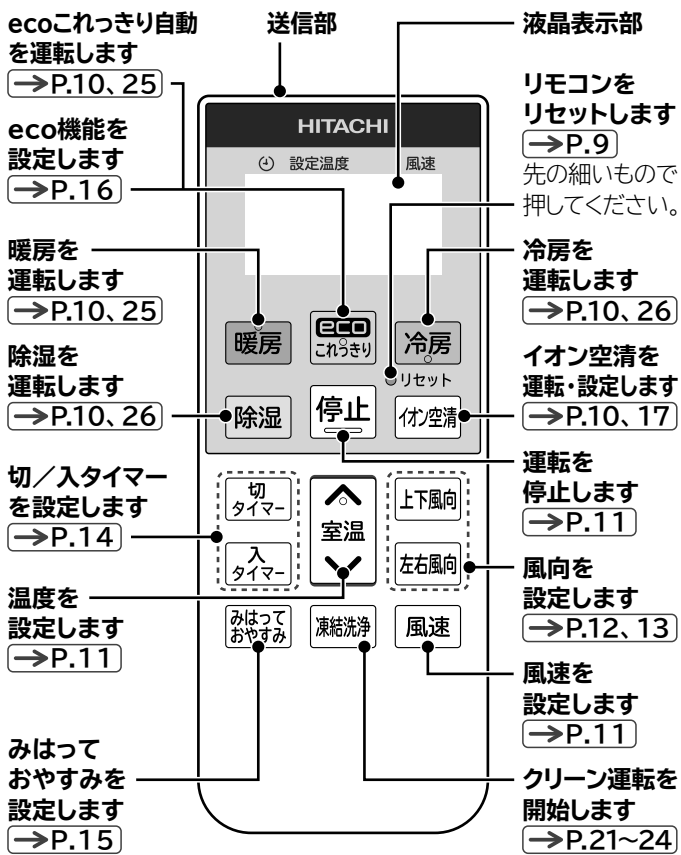 ecoこれっきり自動
を運転します
→P.10、25
eco機能を
設定します
→P.16
暖房を
運転します
→P.10、25
除湿を
運転します
→P.10、26
切／入タイマー
を設定します
→P.14
温度を
設定します
→P.11
みはって
おやすみを
設定します
→P.15
送信部
HITACHI
設定温度 風速
暖房
eco
これっきり
冷房
リセット
除湿
停止
イオン空清
切
タイマー
室温
上下風向
入
タイマー
左右風向
みはって
おやすみ
凍結洗浄
風速
液晶表示部
リモコンを
リセットします
→P.9
先の細いもので
押してください。
冷房を
運転します
→P.10、26
イオン空清を
運転・設定します
→P.10、17
運転を
停止します
→P.11
風向を
設定します
→P.12、13
風速を
設定します
→P.11
クリーン運転を
開始します
→P.21～24